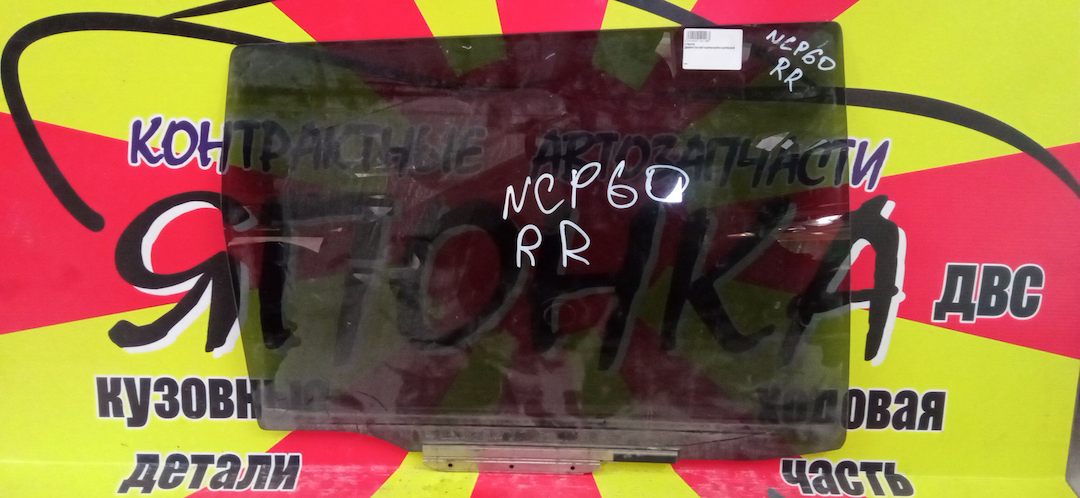 NCP60
RR
КОНТРАКТНЫЕ АВТОЗАПЧАСТИ
NCP60
RR
ЯПОНКА
ДВС
кузовные ходовая
детали часть